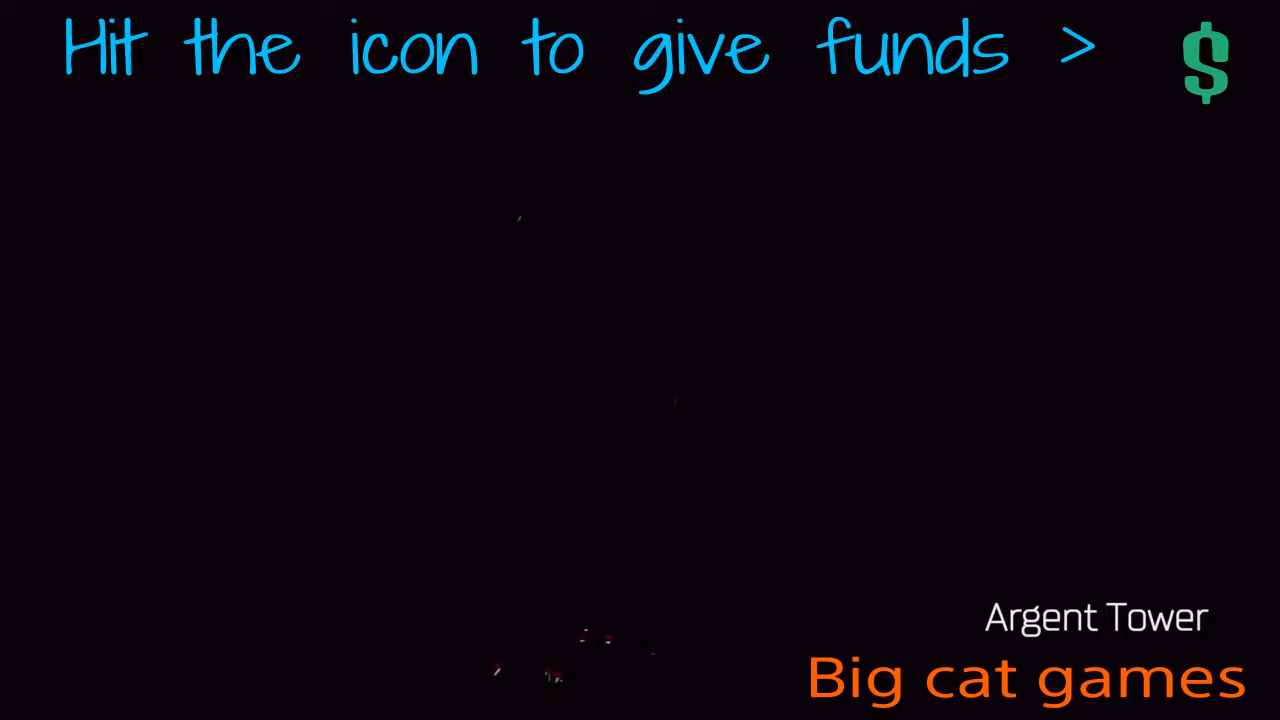 Hit the icon to give funds > $
Argent Tower
Big cat games